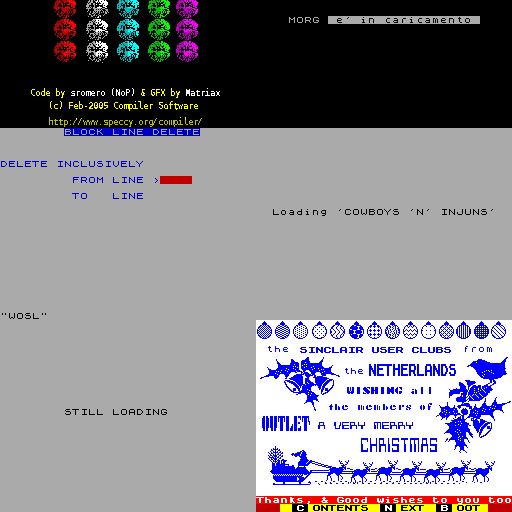 MORG e' in caricamento
Code by sromero (NoP) & GFX by Matriax
(c) Feb-2005 Compiler Software
http://www.speccy.org/compiler/
BLOCK LINE DELETE
DELETE INCLUSIVELY
FROM LINE >
TO LINE
Loading 'COWBOYS 'N' INJUNS'
"WOSL"
STILL LOADING
the SINCLAIR USER CLUBS from
the NETHERLANDS
WISHING all
the members of
OUTLET A VERY MERRY
CHRISTMAS
Thanks, & Good wishes to you too
C ONTENTS N EXT B OOT